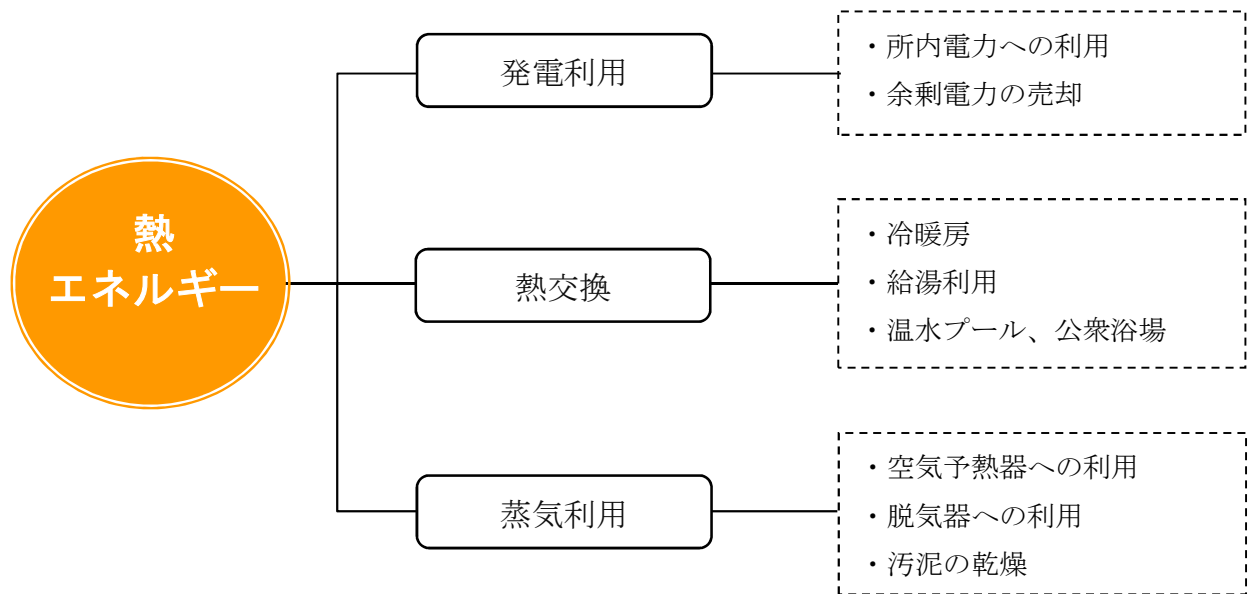 熱
エネルギー
発電利用
・所内電力への利用
・余剰電力の売却
熱交換
・冷暖房
・給湯利用
・温水プール、公衆浴場
蒸気利用
・空気予熱器への利用
・脱気器への利用
・汚泥の乾燥